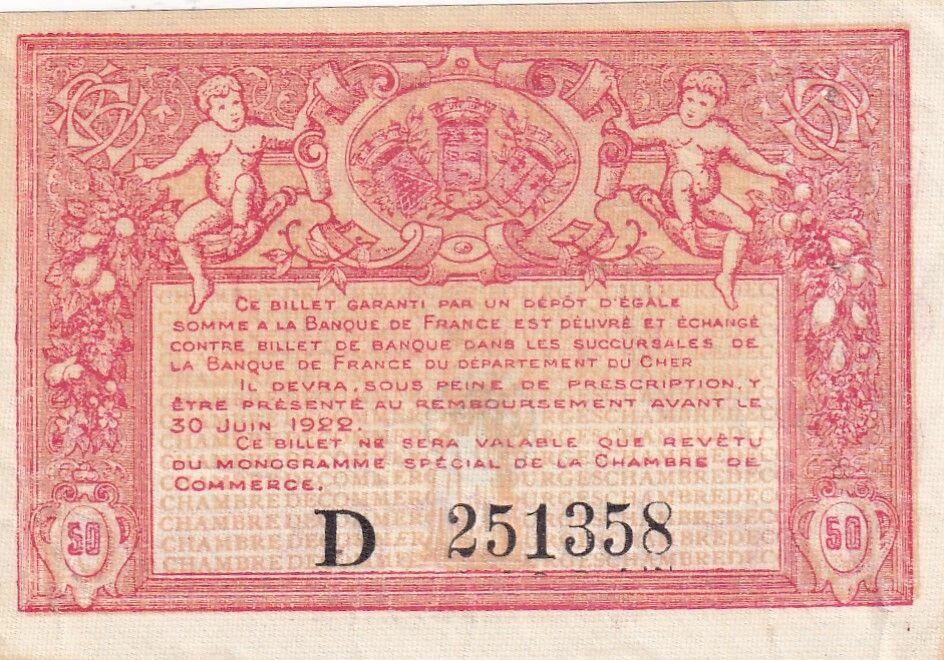 Ce billet garanti par un dépôt d'égale
somme a la Banque de France est délivré et échangé
contre billet de banque dans les succursales de
la Banque de France du département du Cher
Il devra, sous peine de prescription, y
être présenté au remboursement avant le
30 Juin 1922.
Ce billet ne sera valable que revêtu
du monogramme spécial de la Chambre de
Commerce.
D 251358
50 50